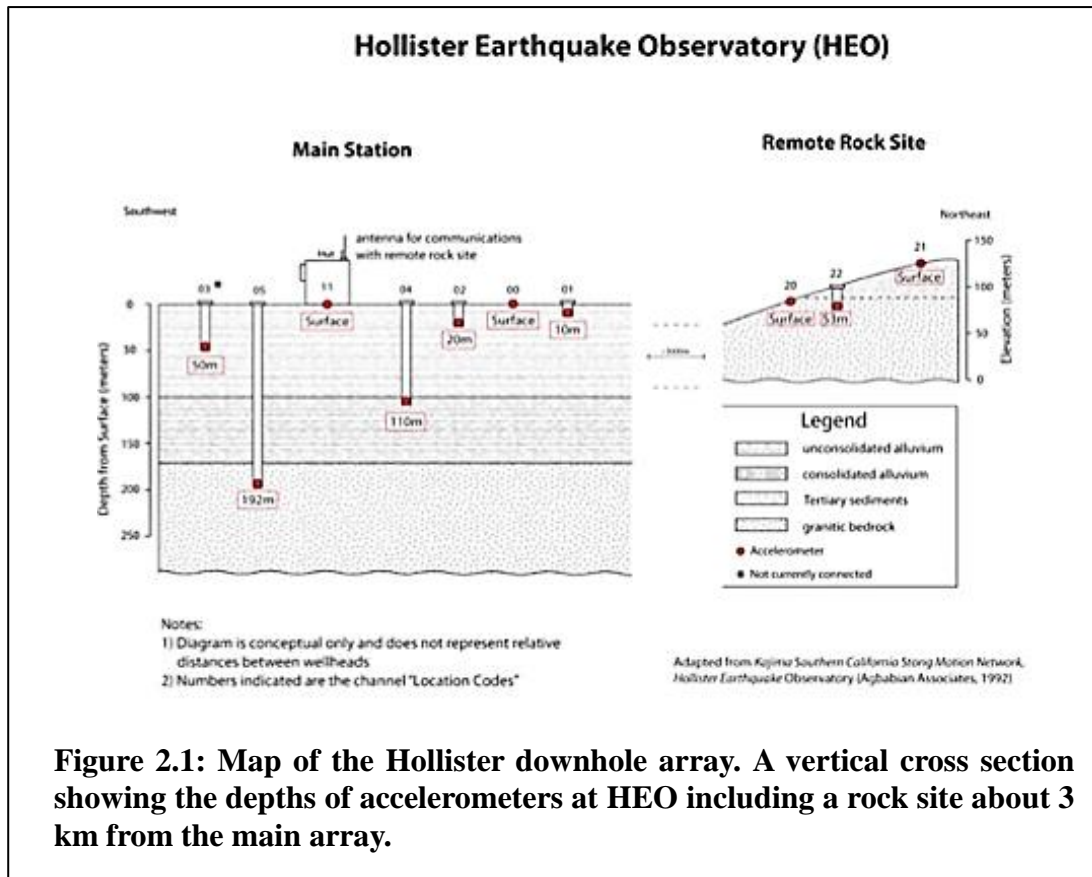 Hollister Earthquake Observatory (HEO)
Main Station
Remote Rock Site
Southwest
Northeast
antenna for communications
with remote rock site
Hut
03
05
11
04
02
00
01
Surface
Surface
10m
20m
50m
110m
192m
0
50
100
150
200
250
Depth from Surface (meters)
21
Surface
22
20
Surface
53m
150
100
50
0
Elevation (meters)
Legend
unconsolidated alluvium
consolidated alluvium
Tertiary sediments
granitic bedrock
Accelerometer
Not currently connected
Notes:
1) Diagram is conceptual only and does not represent relative
distances between wellheads
2) Numbers indicated are the channel "Location Codes"
Adapted from Kajima Southern California Stong Motion Network,
Hollister Earthquake Observatory (Agbabian Associates, 1992)
Figure 2.1: Map of the Hollister downhole array. A vertical cross section
showing the depths of accelerometers at HEO including a rock site about 3
km from the main array.